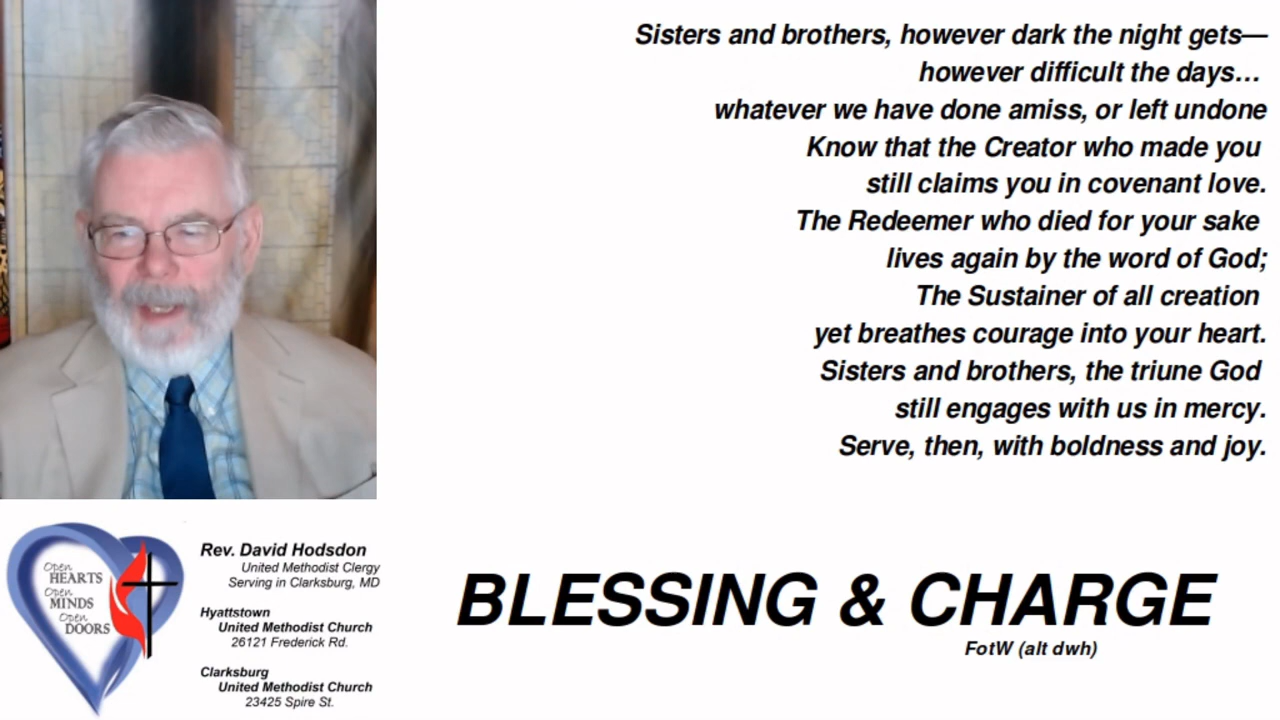 Sisters and brothers, however dark the night gets—
however difficult the days…
whatever we have done amiss, or left undone
Know that the Creator who made you
still claims you in covenant love.
The Redeemer who died for your sake
lives again by the word of God;
The Sustainer of all creation
yet breathes courage into your heart.
Sisters and brothers, the triune God
still engages with us in mercy.
Serve, then, with boldness and joy.
BLESSING & CHARGE
FotW (alt dwh)
Open
HEARTS
Open
MINDS
Open
DOORS
Rev. David Hodsdon
United Methodist Clergy
Serving in Clarksburg, MD
Hyattstown
United Methodist Church
26121 Frederick Rd.
Clarksburg
United Methodist Church
23425 Spire St.